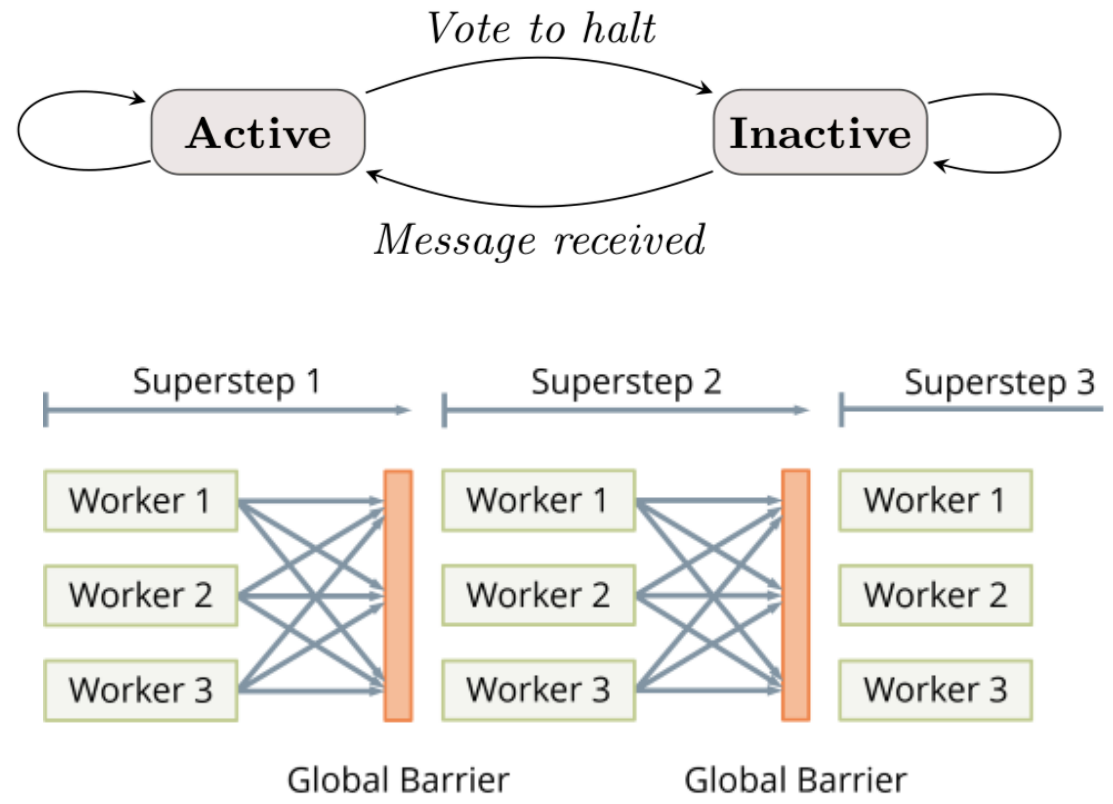 Vote to halt
Active
Inactive
Message received
Superstep 1
Superstep 2
Superstep 3
Worker 1
Worker 1
Worker 1
Worker 2
Worker 2
Worker 2
Worker 3
Worker 3
Worker 3
Global Barrier
Global Barrier